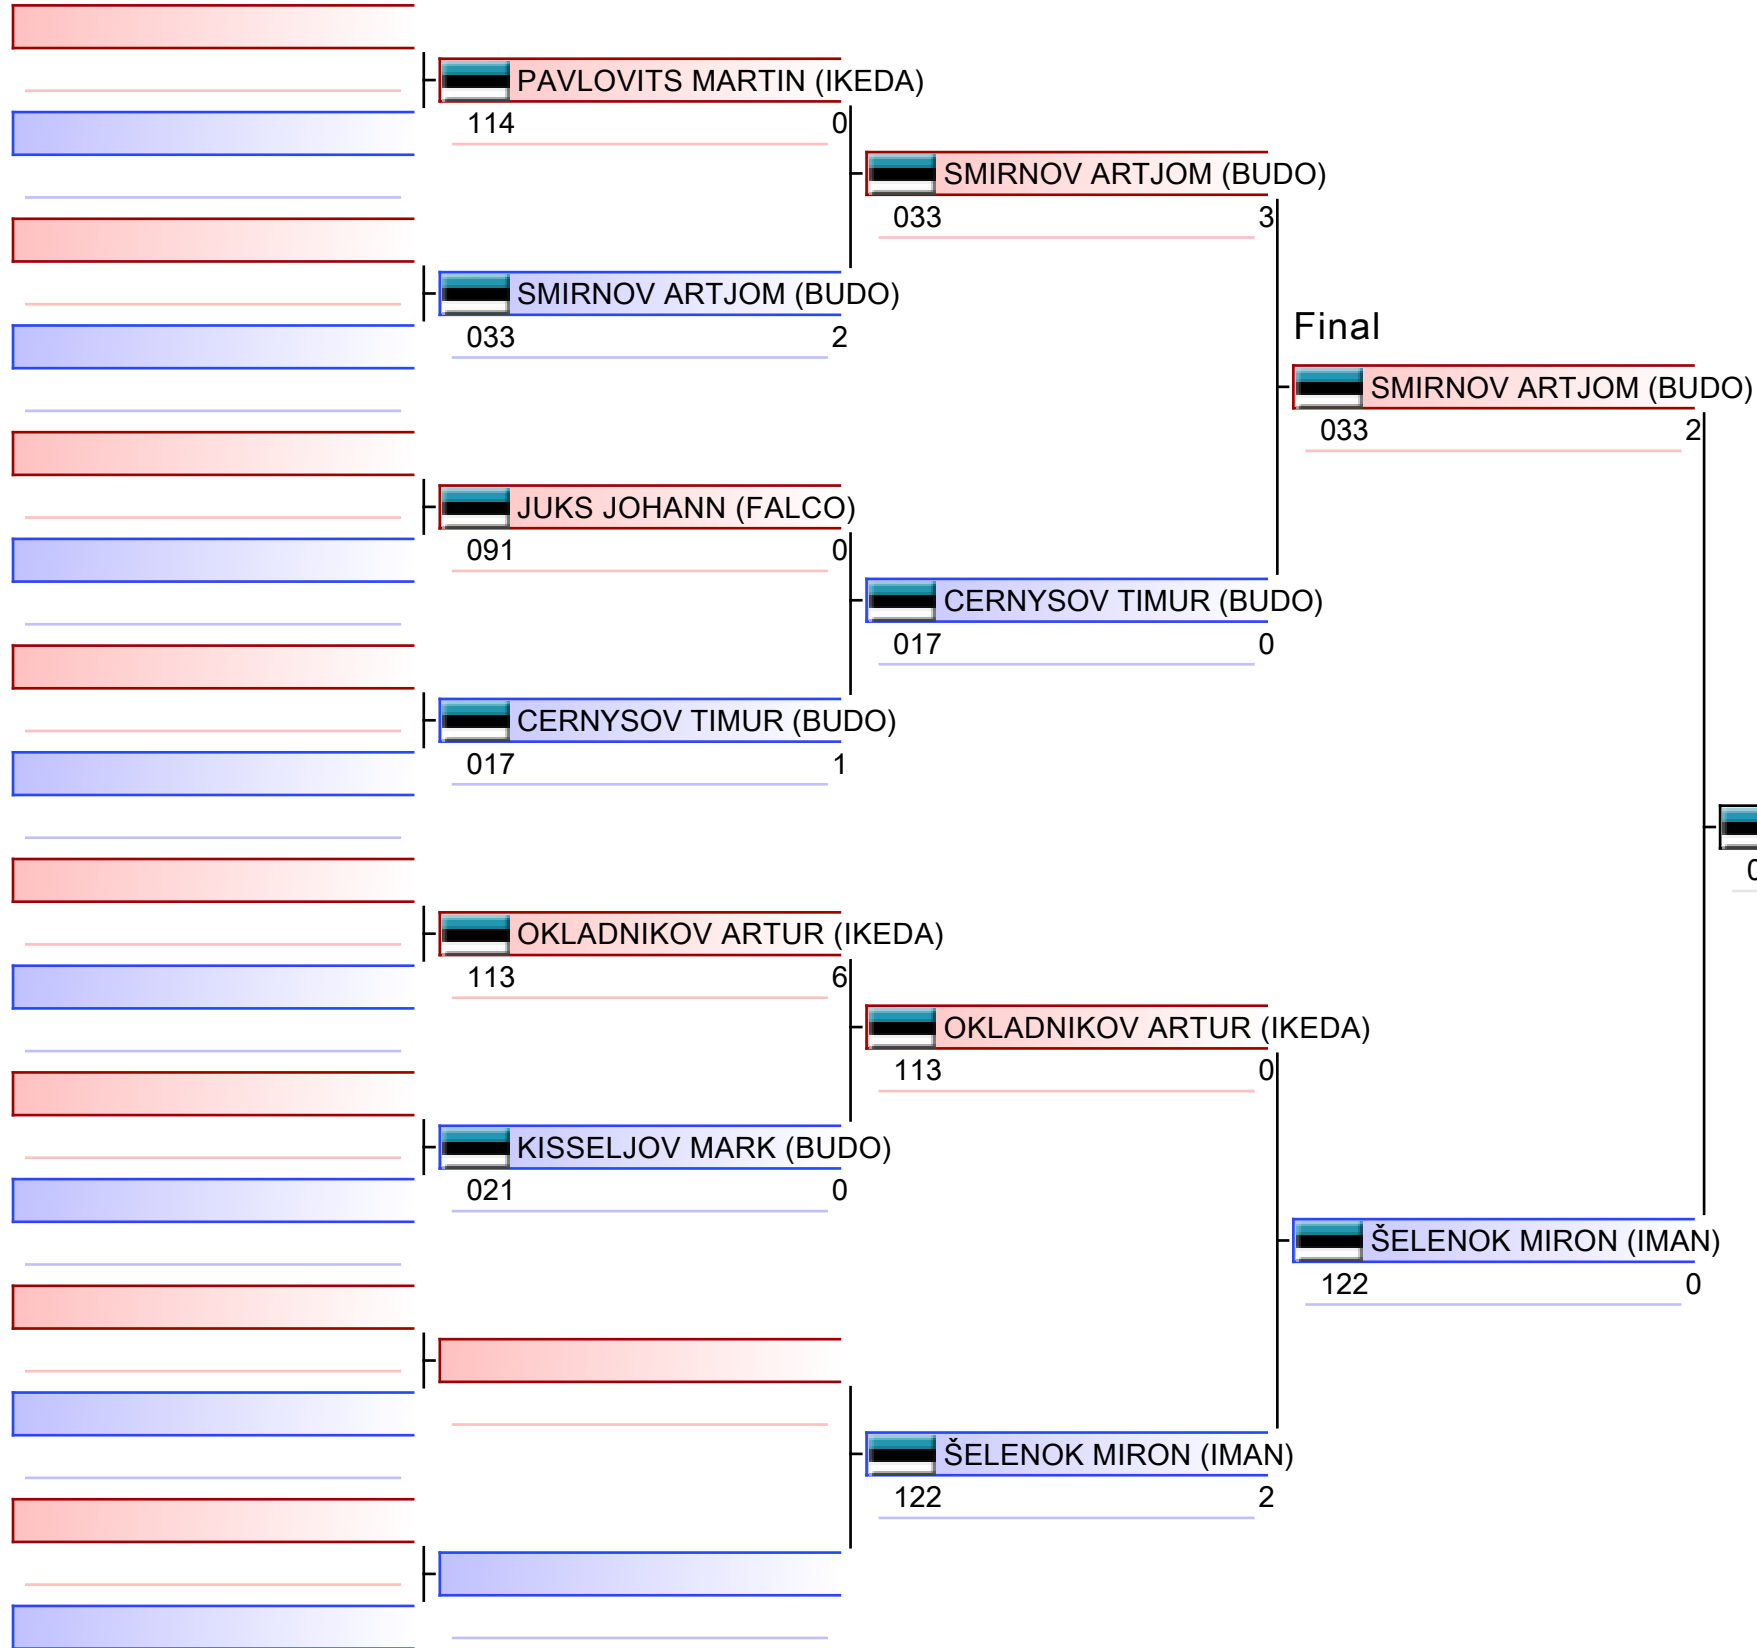 PAVLOVITS MARTIN (IKEDA)
114 0
SMIRNOV ARTJOM (BUDO)
033 3
SMIRNOV ARTJOM (BUDO)
033 2
Final
SMIRNOV ARTJOM (BUDO)
033 2
JUKS JOHANN (FALCO)
091 0
CERNYSOV TIMUR (BUDO)
017 0
CERNYSOV TIMUR (BUDO)
017 1
OKLADNIKOV ARTUR (IKEDA)
113 6
OKLADNIKOV ARTUR (IKEDA)
113 0
KISSELJOV MARK (BUDO)
021 0
ŠELENOK MIRON (IMAN)
122 0
ŠELENOK MIRON (IMAN)
122 2